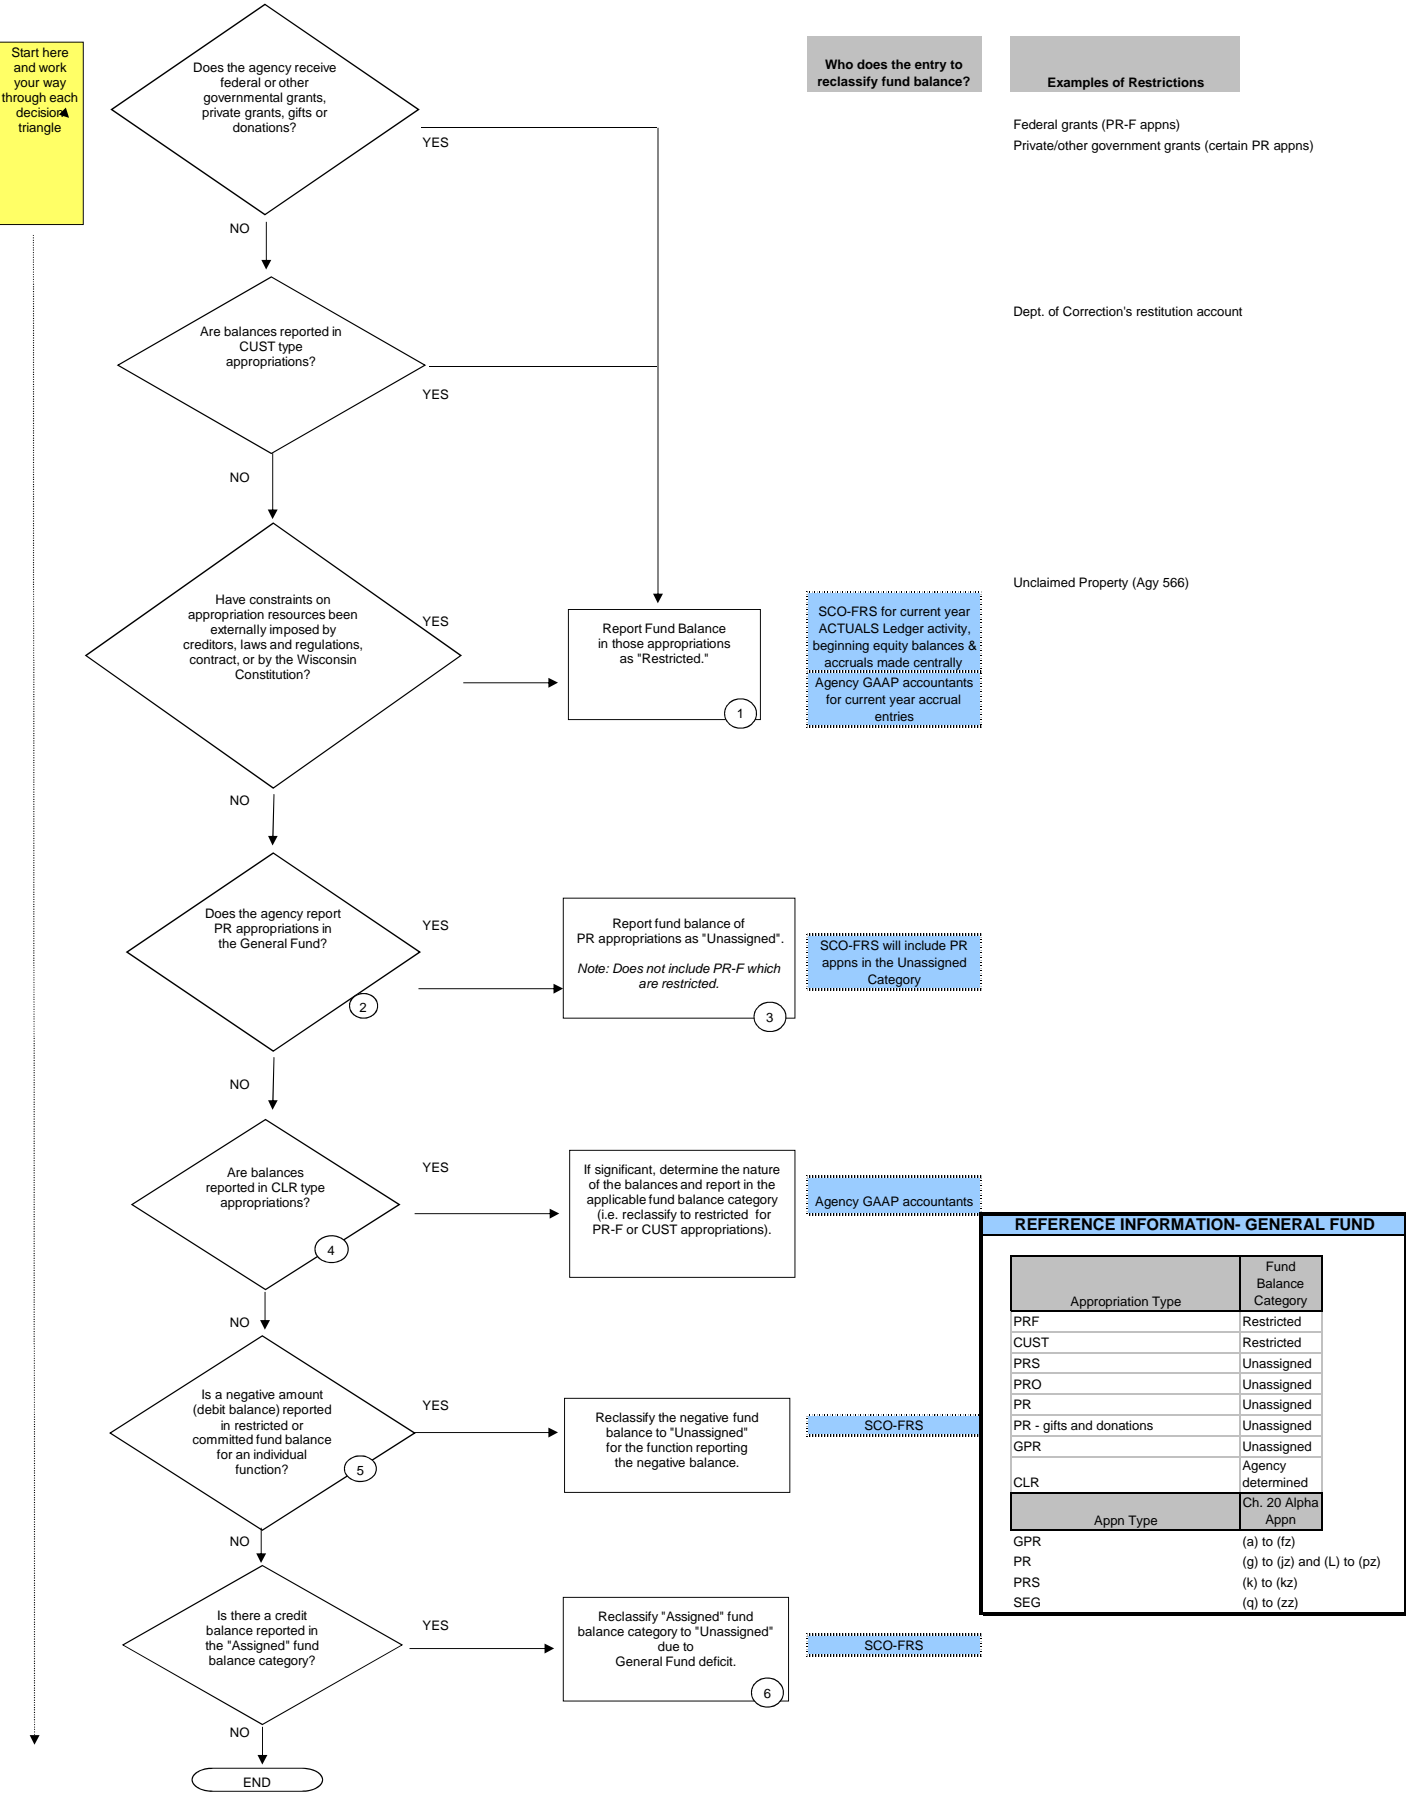 Start here
and work
your way
through each
decision
triangle
Does the agency receive
federal or other
governmental grants,
private grants, gifts or
donations?
YES
NO
Who does the entry to
reclassify fund balance?
Examples of Restrictions
Federal grants (PR-F appns)
Private/other government grants (certain PR appns)
Are balances reported in
CUST type
appropriations?
YES
NO
Dept. of Correction's restitution account
Have constraints on
appropriation resources been
externally imposed by
creditors, laws and regulations,
contract, or by the Wisconsin
Constitution?
YES
NO
Report Fund Balance
in those appropriations
as "Restricted."
1
SCO-FRS for current year
ACTUALS Ledger activity,
beginning equity balances &
accruals made centrally
Agency GAAP accountants
for current year accrual
entries
Unclaimed Property (Agy 566)
Does the agency report
PR appropriations in
the General Fund?
2
YES
NO
Report fund balance of
PR appropriations as "Unassigned".
Note: Does not include PR-F which
are restricted.
3
SCO-FRS will include PR
appns in the Unassigned
Category
Are balances
reported in CLR type
appropriations?
4
YES
NO
If significant, determine the nature
of the balances and report in the
applicable fund balance category
(i.e. reclassify to restricted for
PR-F or CUST appropriations).
Agency GAAP accountants
Is a negative amount
(debit balance) reported
in restricted or
committed fund balance
for an individual
function?
5
YES
NO
Reclassify the negative fund
balance to "Unassigned"
for the function reporting
the negative balance.
SCO-FRS
Is there a credit
balance reported in
the "Assigned" fund
balance category?
YES
NO
Reclassify "Assigned" fund
balance category to "Unassigned"
due to
General Fund deficit.
6
SCO-FRS
END
REFERENCE INFORMATION- GENERAL FUND
Appropriation Type
Fund
Balance
Category
PRF Restricted
CUST Restricted
PRS Unassigned
PRO Unassigned
PR Unassigned
PR - gifts and donations Unassigned
GPR Unassigned
CLR
Agency
determined
Appn Type
Ch. 20 Alpha
Appn
GPR (a) to (fz)
PR (g) to (jz) and (L) to (pz)
PRS (k) to (kz)
SEG (q) to (zz)